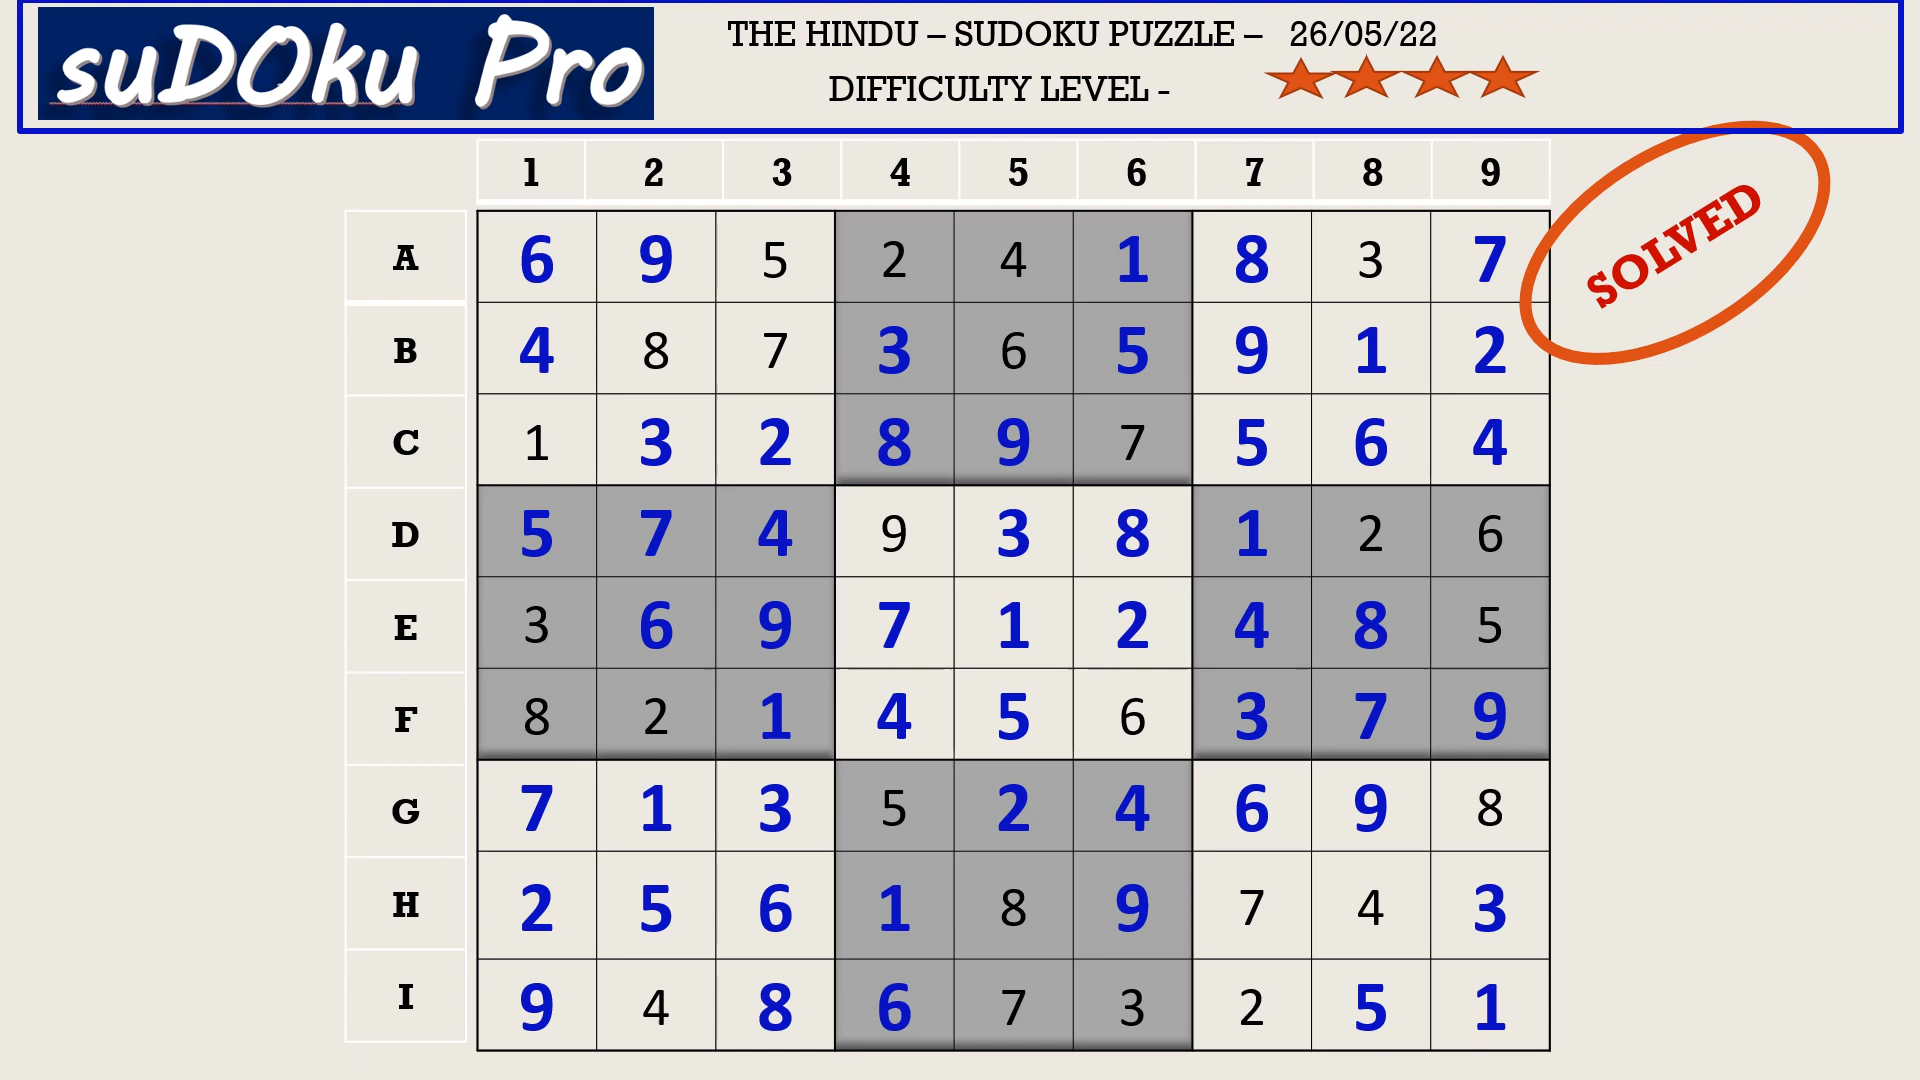 suDOku Pro
THE HINDU – SUDOKU PUZZLE – 26/05/22
DIFFICULTY LEVEL -
SOLVED
1 2 3 4 5 6 7 8 9
A 6 9 5 2 4 1 8 3 7
B 4 8 7 3 6 5 9 1 2
C 1 3 2 8 9 7 5 6 4
D 5 7 4 9 3 8 1 2 6
E 3 6 9 7 1 2 4 8 5
F 8 2 1 4 5 6 3 7 9
G 7 1 3 5 2 4 6 9 8
H 2 5 6 1 8 9 7 4 3
I 9 4 8 6 7 3 2 5 1